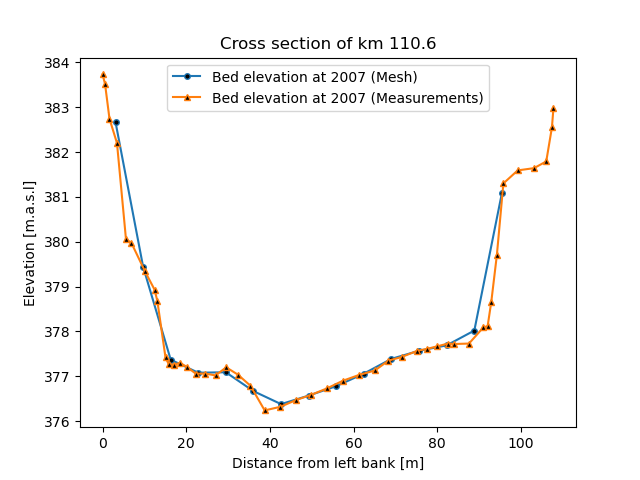 Cross section of km 110.6
Bed elevation at 2007 (Mesh)
Bed elevation at 2007 (Measurements)
Elevation [m.a.s.l]
384
383
382
381
380
379
378
377
376
0 20 40 60 80 100
Distance from left bank [m]